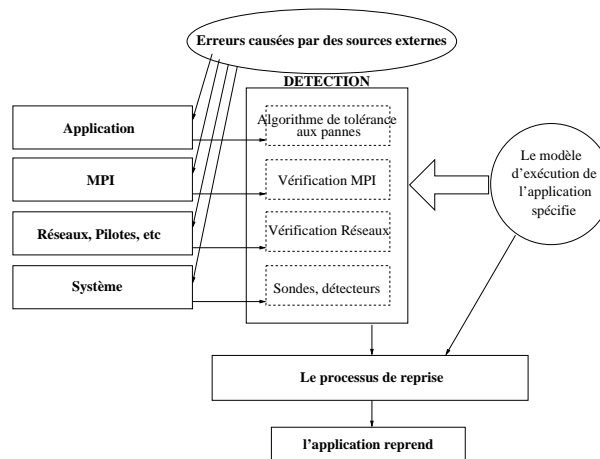 Erreurs causées par des sources externes
DETECTION
Application
Algorithme de tolérance
aux pannes
MPI
Vérification MPI
Réseaux, Pilotes, etc
Vérification Réseaux
Système
Sondes, détecteurs
Le modèle
d'exécution de
l'application
spécifie
Le processus de reprise
l'application reprend